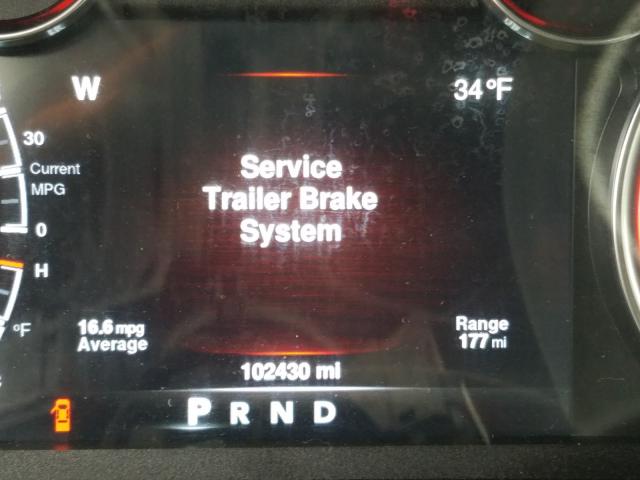 W
34°F
30
Current
MPG
0
H
°F
Service
Trailer Brake
System
16.6 mpg
Average
Range
177 mi
102430 mi
P R N D